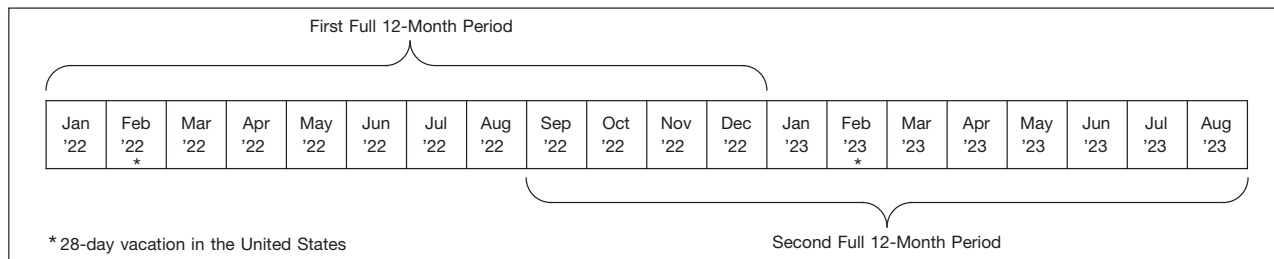 First Full 12-Month Period
Jan Feb Mar Apr May Jun Jul Aug Sep Oct Nov Dec Jan Feb Mar Apr May Jun Jul Aug
’22 ’22 ’22 ’22 ’22 ’22 ’22 ’22 ’22 ’22 ’22 ’22 ’23 ’23 ’23 ’23 ’23 ’23 ’23 ’23
* *
* 28-day vacation in the United States
Second Full 12-Month Period